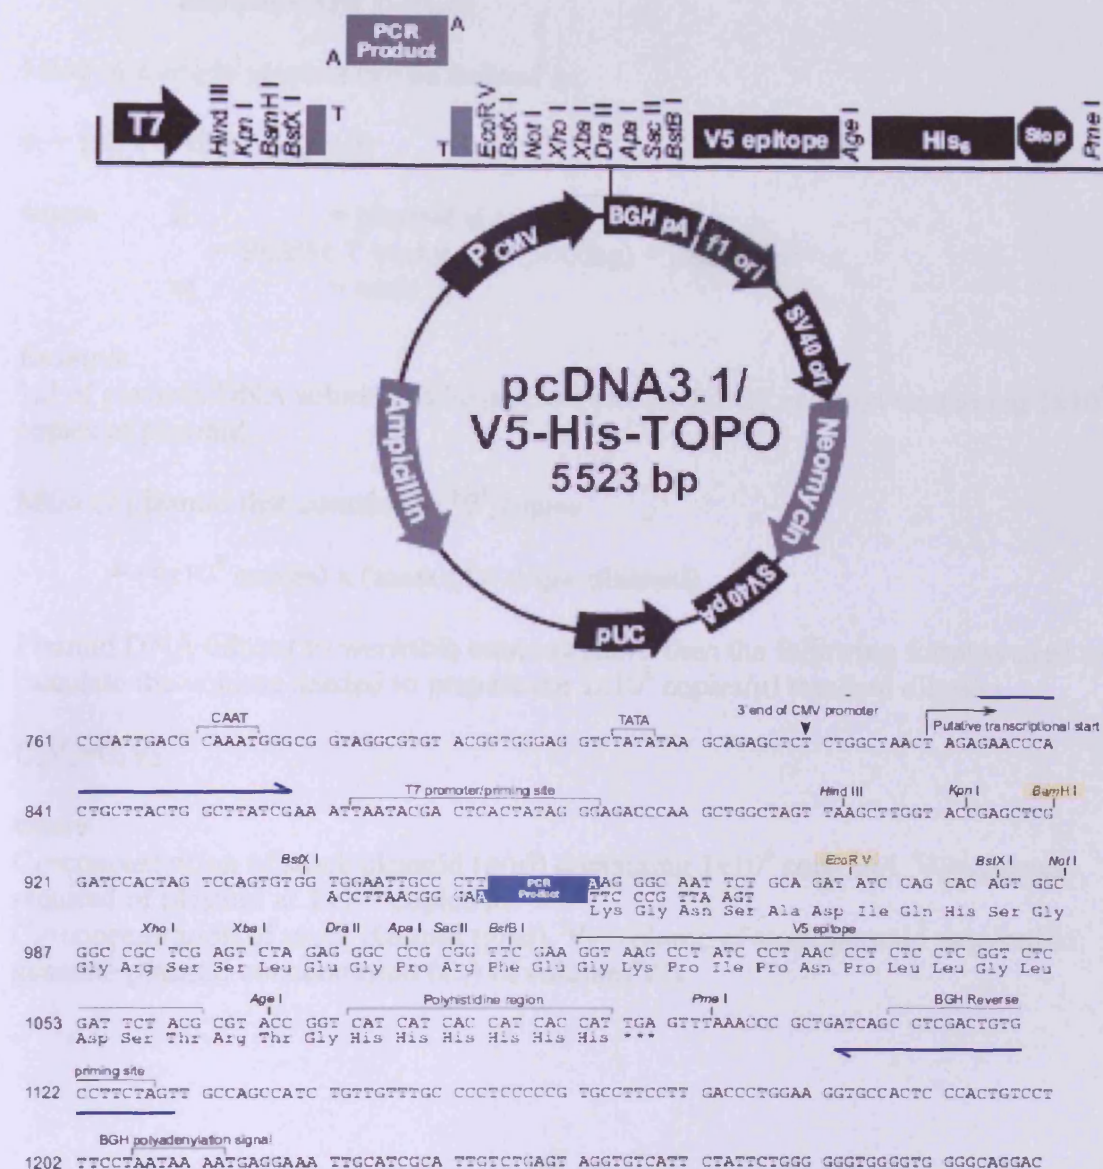 PCR
Product
A
A
T
T
T7
Hind III
Kpn I
BamH I
BstX I
EcoR V
BstX I
Not I
Xho I
Xba I
Dra II
Apa I
Sac II
BstB I
V5 epitope
Age I
His6
Stop
Pme I
P CMV
BGH pA
f1 ori
SV40 ori
Neomycin
SV40 pA
pUC
Ampicillin
pcDNA3.1/
V5-His-TOPO
5523 bp
CAAT
TATA
3' end of CMV promoter
Putative transcriptional start
761 CCCATTGACG CAAATGGGCG GTAGGCGTGT ACGGTGGGAG GTCTATATAA GCAGAGCTCT CTGGCTAACT AGAGAACCCA
T7 promoter/priming site
Hind III
Kpn I
BamH I
841 CTGCTTACTG GCTTATCGAA ATTAATACGA CTCACTATAG GGAGACCCAA GCTGGCTAGT TAAGCTTGGT ACCGAGCTCG
BstX I
EcoR V
BstX I
Not I
921 GATCCACTAG TCCAGTGTGG TGGAATTGCC CTT PCR Product AAG GGC AAT TCT GCA GAT ATC CAG CAC AGT GGC
ACCTTAACGG GAA TTC CCG TTA AGT
Lys Gly Asn Ser Ala Asp Ile Gln His Ser Gly
Xho I
Xba I
Dra II
Apa I
Sac II
BstB I
V5 epitope
987 GGC CGC TCG AGT CTA GAG GGC CCG CGG TTC GAA GGT AAG CCT ATC CCT AAC CCT CTC CTC GGT CTC
Gly Arg Ser Ser Leu Glu Gly Pro Arg Phe Glu Gly Lys Pro Ile Pro Asn Pro Leu Leu Gly Leu
Age I
Polyhistidine region
Pme I
BGH Reverse
1053 GAT TCT ACG CGT ACC GGT CAT CAT CAC CAT CAC CAT TGA GTTTAAACCC GCTGATCAGC CTCGACTGTG
Asp Ser Thr Arg Thr Gly His His His His His His ***
priming site
1122 CCTTCTAGTT GCCAGCCATC TGTTGTTTGC CCCTCCCCCG TGCCTTCCTT GACCCTGGAA GGTGCCACTC CCACTGTCCT
BGH polyadenylation signal
1202 TTCCTAATAA AATGAGGAAA TTGCATCGCA TTGTCTGAGT AGGTGTCATT CTATTCTGGG GGGTGGGGTG GGGCAGGAC